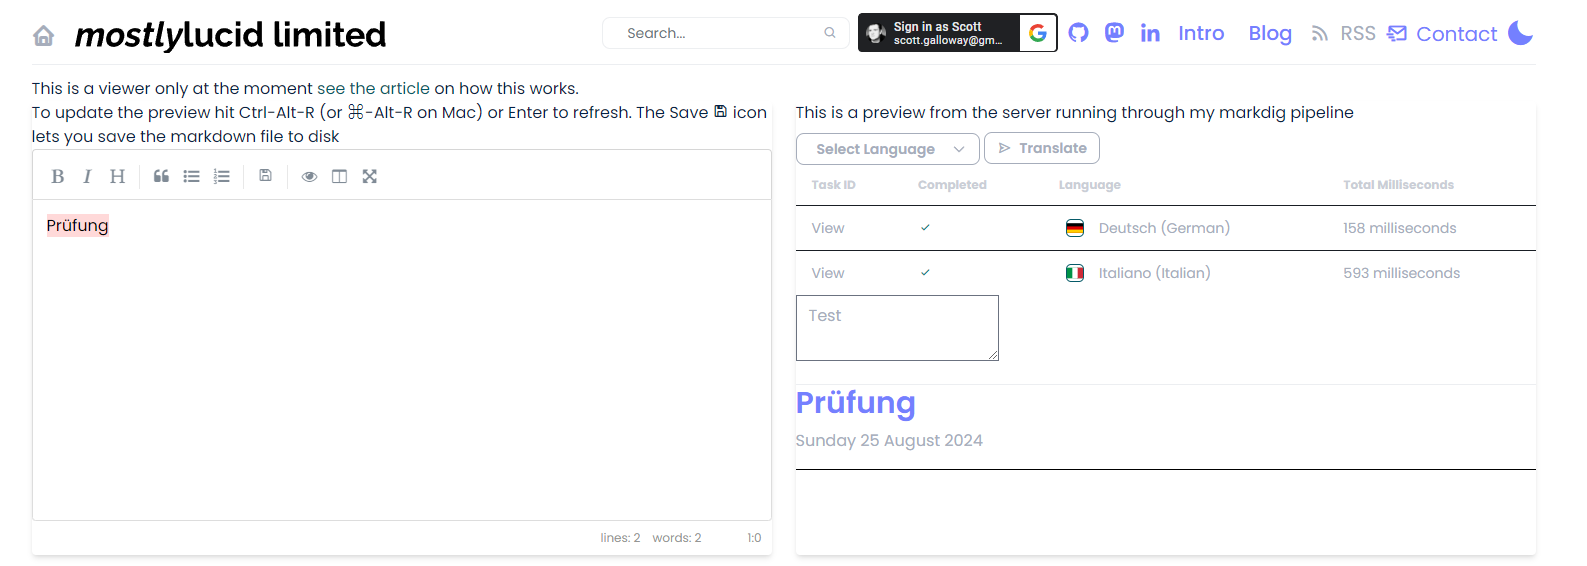 mostlylucid limited
Search...
Sign in as Scott
scott.galloway@gm...
Intro
Blog
RSS
Contact
This is a viewer only at the moment see the article on how this works.
To update the preview hit Ctrl-Alt-R (or ⌘-Alt-R on Mac) or Enter to refresh. The Save icon
lets you save the markdown file to disk
B I H
Prüfung
lines: 2 words: 2 1:0
This is a preview from the server running through my markdig pipeline
Select Language
Translate
Task ID Completed Language Total Milliseconds
View Deutsch (German) 158 milliseconds
View Italiano (Italian) 593 milliseconds
Test
Prüfung
Sunday 25 August 2024